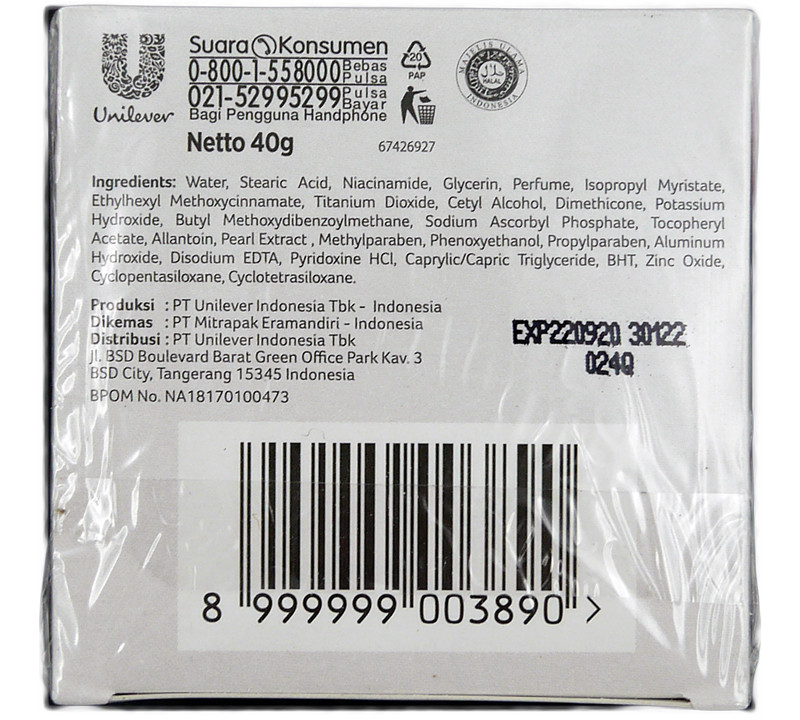 Unilever
Suara Konsumen
0-800-1-558000 Bebas Pulsa
021-52995299 Pulsa Bayar
Bagi Pengguna Handphone
20
PAP
MAJELIS ULAMA
HALAL
INDONESIA
Netto 40g
67426927
Ingredients: Water, Stearic Acid, Niacinamide, Glycerin, Perfume, Isopropyl Myristate,
Ethylhexyl Methoxycinnamate, Titanium Dioxide, Cetyl Alcohol, Dimethicone, Potassium
Hydroxide, Butyl Methoxydibenzoylmethane, Sodium Ascorbyl Phosphate, Tocopheryl
Acetate, Allantoin, Pearl Extract , Methylparaben, Phenoxyethanol, Propylparaben, Aluminum
Hydroxide, Disodium EDTA, Pyridoxine HCl, Caprylic/Capric Triglyceride, BHT, Zinc Oxide,
Cyclopentasiloxane, Cyclotetrasiloxane.
Produksi : PT Unilever Indonesia Tbk - Indonesia
Dikemas : PT Mitrapak Eramandiri - Indonesia
Distribusi : PT Unilever Indonesia Tbk
Jl. BSD Boulevard Barat Green Office Park Kav. 3
BSD City, Tangerang 15345 Indonesia
BPOM No. NA18170100473
EXP220920 30122
024Q
8 999999 003890 >